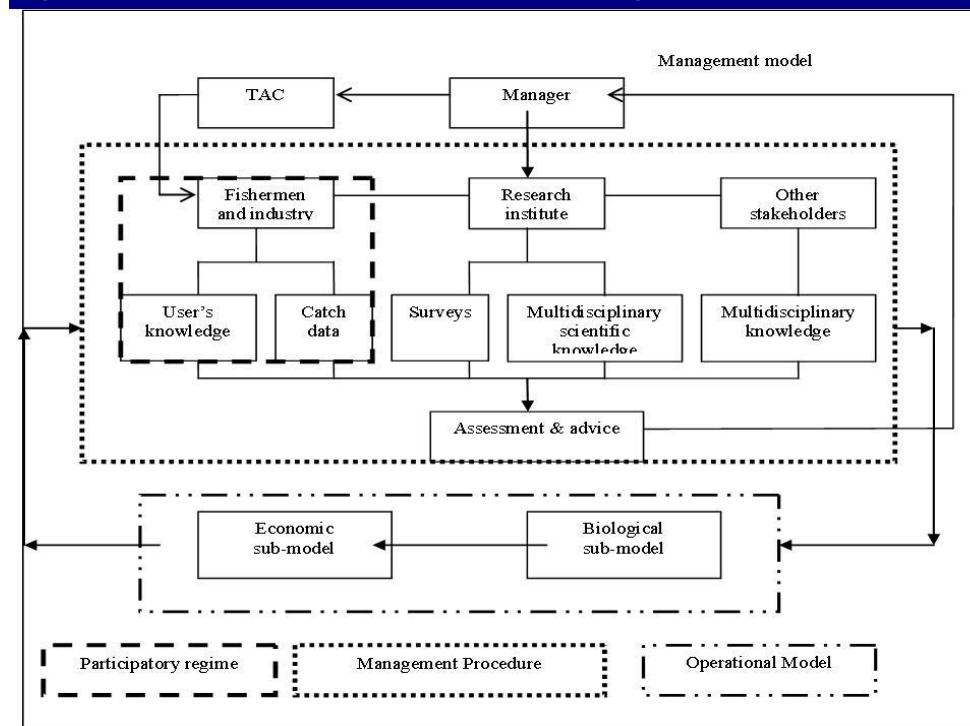 Management model
TAC
Manager
Fishermen
and industry
Research
institute
Other
stakeholders
User's
knowledge
Catch
data
Surveys
Multidisciplinary
scientific
knowledge
Multidisciplinary
knowledge
Assessment & advice
Economic
sub-model
Biological
sub-model
Participatory regime
Management Procedure
Operational Model